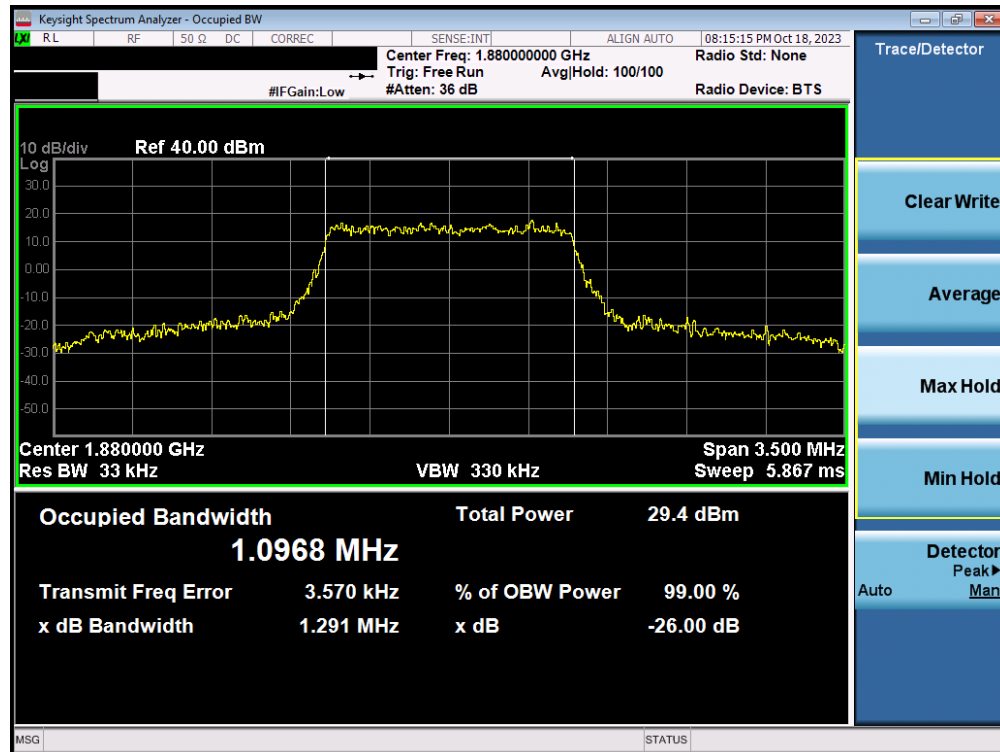 Keysight Spectrum Analyzer - Occupied BW
LXI RL RF 50 Ω DC CORREC SENSE:INT ALIGN AUTO 08:15:15 PM Oct 18, 2023
Center Freq: 1.880000000 GHz Radio Std: None
Trig: Free Run Avg|Hold: 100/100
#IFGain:Low #Atten: 36 dB Radio Device: BTS
10 dB/div Ref 40.00 dBm
Log
30.0
20.0
10.0
0.00
-10.0
-20.0
-30.0
-40.0
-50.0
Center 1.880000 GHz Span 3.500 MHz
Res BW 33 kHz VBW 330 kHz Sweep 5.867 ms
Occupied Bandwidth Total Power 29.4 dBm
1.0968 MHz
Transmit Freq Error 3.570 kHz % of OBW Power 99.00 %
x dB Bandwidth 1.291 MHz x dB -26.00 dB
MSG STATUS
Trace/Detector
Clear Write
Average
Max Hold
Min Hold
Detector
Peak▶
Auto Man